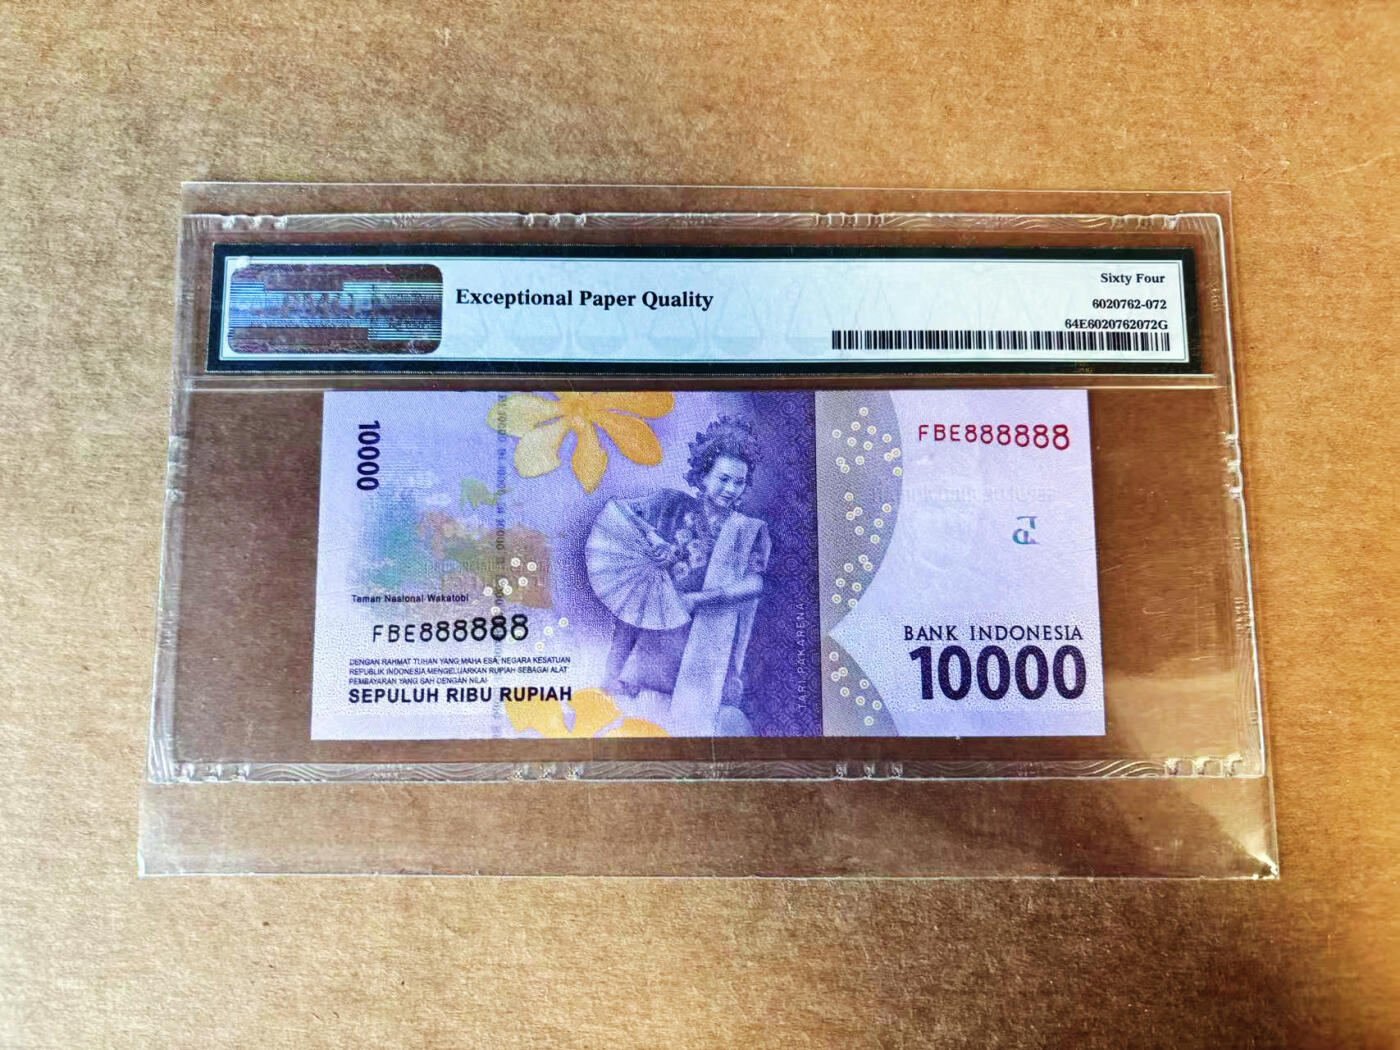 Exceptional Paper Quality
Sixty Four
6020762-072
64E6020762072G
10000
FBE888888
Taman Nasional Wakatobi
FBE888888
DENGAN RAHMAT TUHAN YANG MAHA ESA, NEGARA KESATUAN
REPUBLIK INDONESIA MENGELUARKAN RUPIAH SEBAGAI ALAT
PEMBAYARAN YANG SAH DENGAN NILAI
SEPULUH RIBU RUPIAH
TARI PAKARENA
BANK INDONESIA
10000